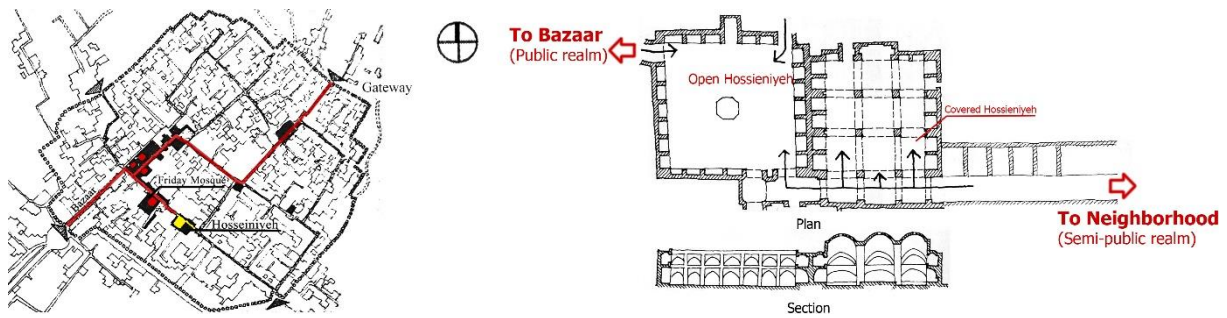 Gateway
Friday Mosque
Bazaar
Hosseiniyeh
To Bazaar
(Public realm)
Open Hossieniyeh
Covered Hossieniyeh
To Neighborhood
(Semi-public realm)
Plan
Section